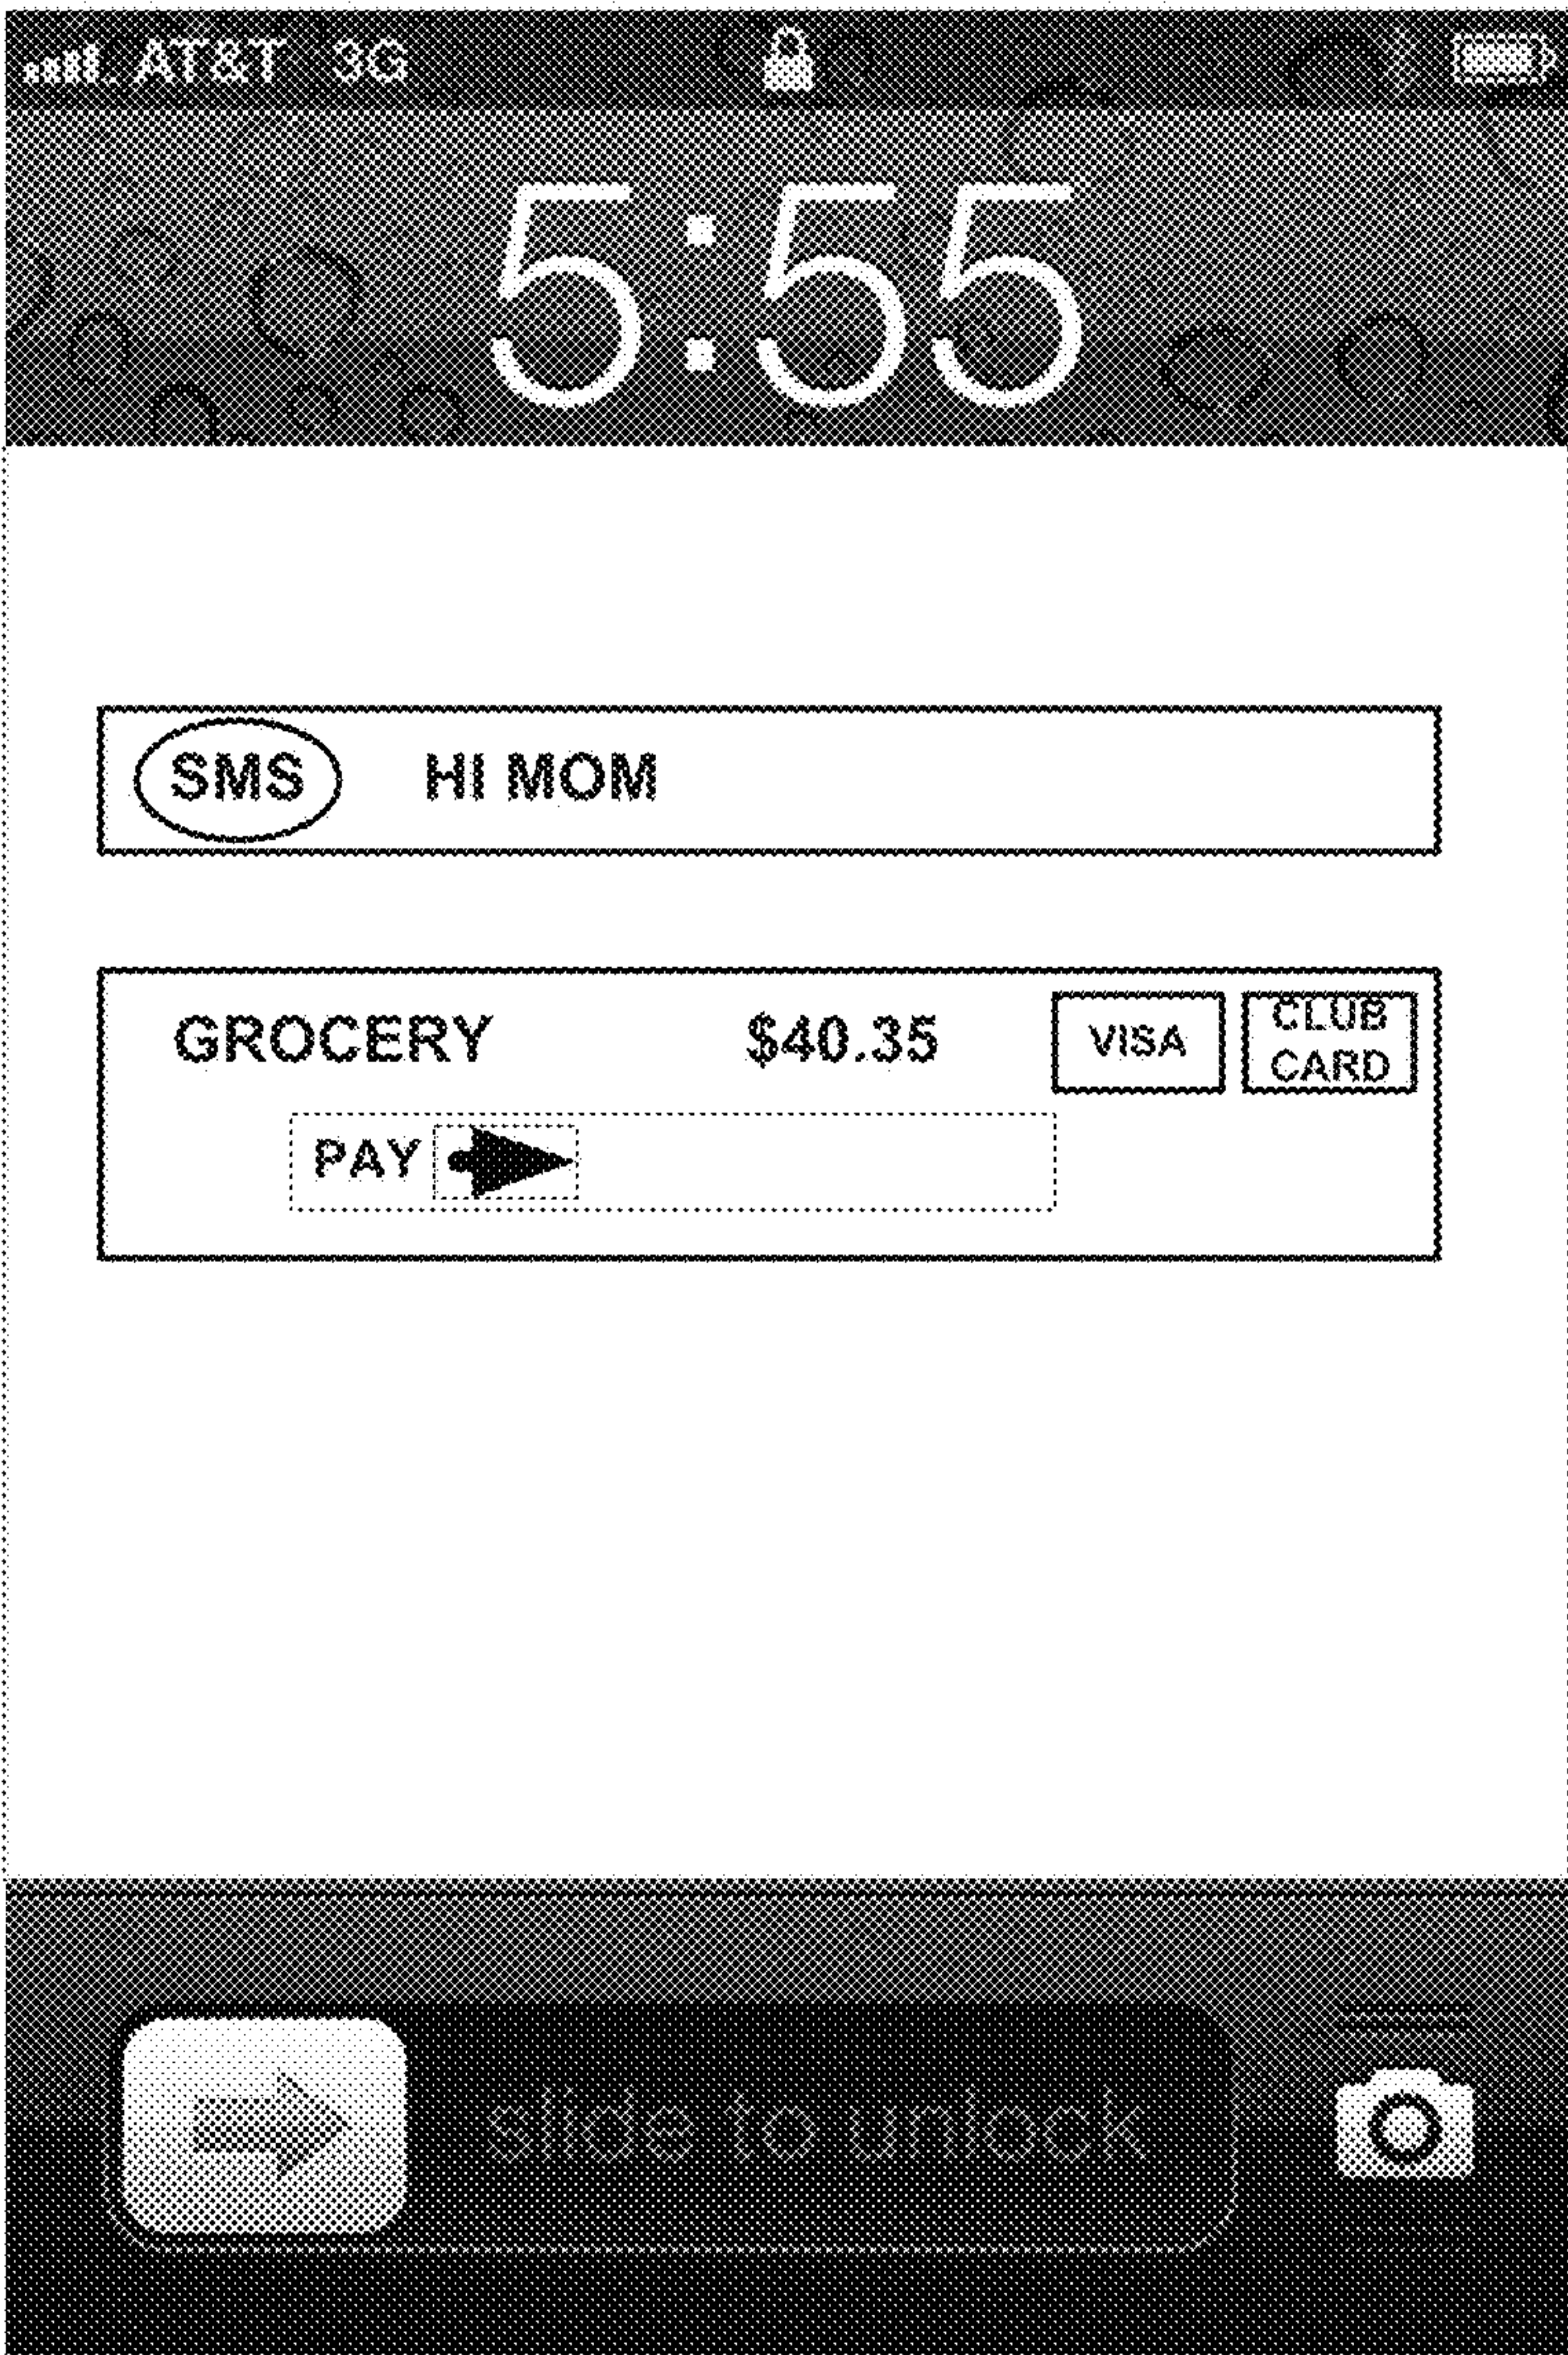 AT&T 3G
5:55
SMS HI MOM
GROCERY $40.35 VISA CLUB CARD
PAY
slide to unlock